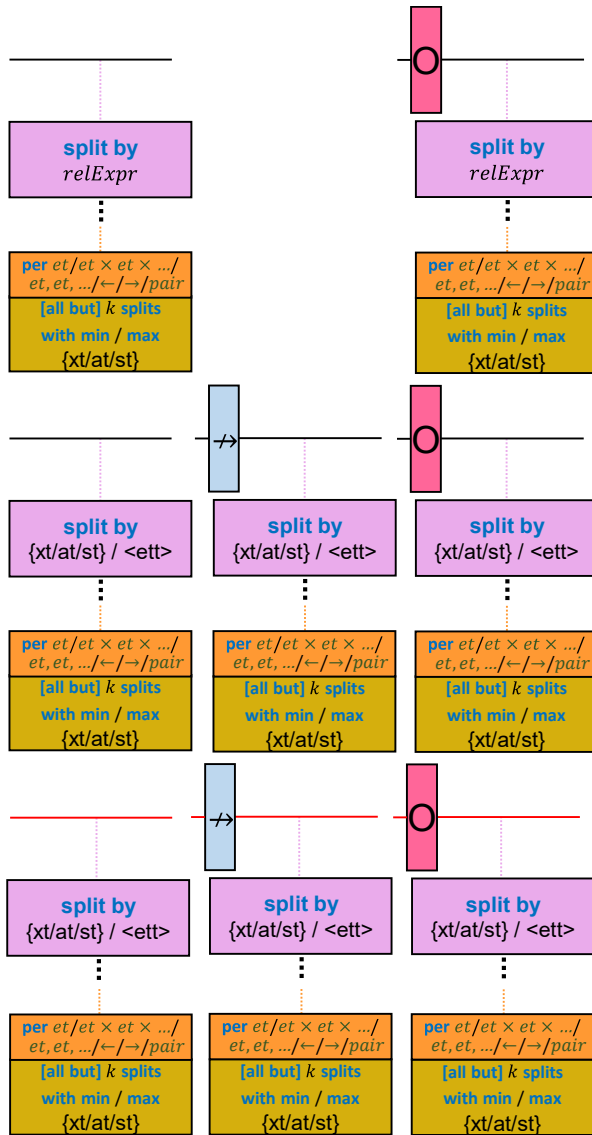 O
split by
relExpr
split by
relExpr
per et/et × et × .../
et, et, .../←/→/pair
[all but] k splits
with min / max
{xt/at/st}
per et/et × et × .../
et, et, .../←/→/pair
[all but] k splits
with min / max
{xt/at/st}
↛
O
split by
{xt/at/st} / <ett>
split by
{xt/at/st} / <ett>
split by
{xt/at/st} / <ett>
per et/et × et × .../
et, et, .../←/→/pair
[all but] k splits
with min / max
{xt/at/st}
per et/et × et × .../
et, et, .../←/→/pair
[all but] k splits
with min / max
{xt/at/st}
per et/et × et × .../
et, et, .../←/→/pair
[all but] k splits
with min / max
{xt/at/st}
↛
O
split by
{xt/at/st} / <ett>
split by
{xt/at/st} / <ett>
split by
{xt/at/st} / <ett>
per et/et × et × .../
et, et, .../←/→/pair
[all but] k splits
with min / max
{xt/at/st}
per et/et × et × .../
et, et, .../←/→/pair
[all but] k splits
with min / max
{xt/at/st}
per et/et × et × .../
et, et, .../←/→/pair
[all but] k splits
with min / max
{xt/at/st}